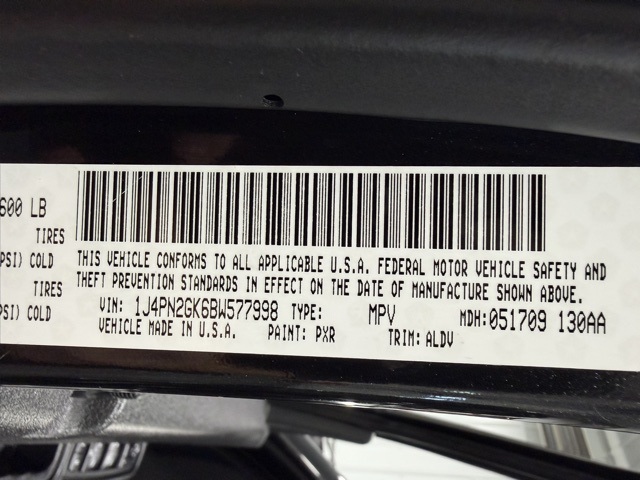 600 LB
TIRES
PSI) COLD
TIRES
PSI) COLD
THIS VEHICLE CONFORMS TO ALL APPLICABLE U.S.A. FEDERAL MOTOR VEHICLE SAFETY AND
THEFT PREVENTION STANDARDS IN EFFECT ON THE DATE OF MANUFACTURE SHOWN ABOVE.
VIN: 1J4PN2GK6BW577998 TYPE: MPV MDH: 051709 130AA
VEHICLE MADE IN U.S.A. PAINT: PXR TRIM: ALDV